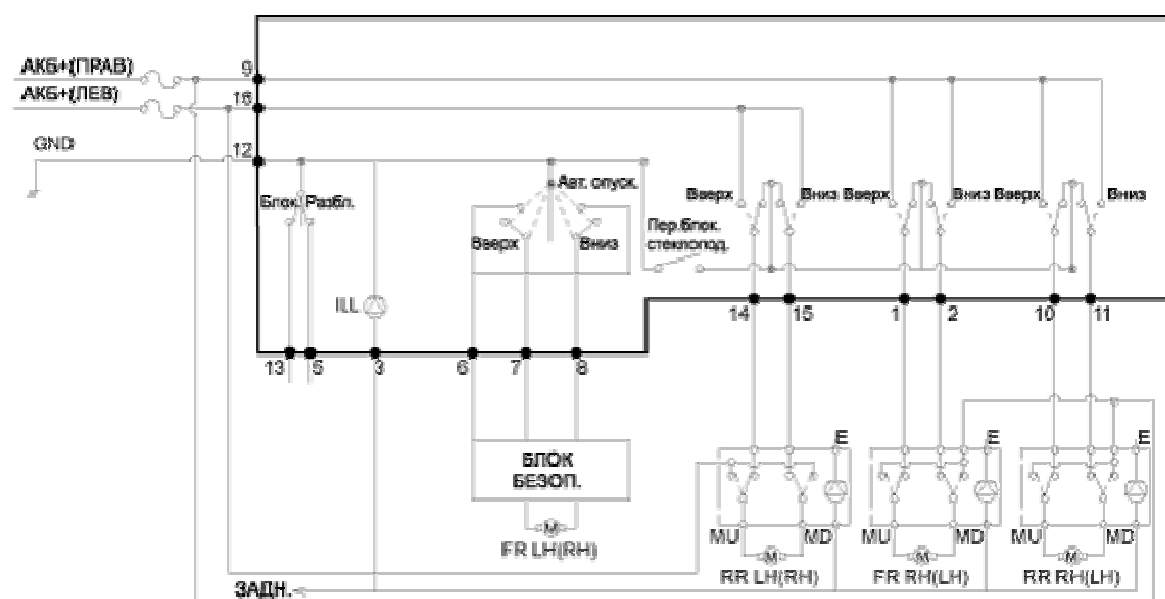 АКБ+(ПРАВ)
9
АКБ+(ЛЕВ)
16
GND
12
Блок.
Разбл.
Авт. опуск.
Вверх
Вниз
Пер.блок.
стеклопод.
Вверх
Вниз
Вверх
Вниз
Вверх
Вниз
ILL
14
15
1
2
10
11
13
5
3
6
7
8
БЛОК
БЕЗОП.
M
FR LH(RH)
E
E
MU
MD
MU
MD
MU
MD
M
M
M
RR LH(RH)
FR RH(LH)
RR RH(LH)
ЗАДН.